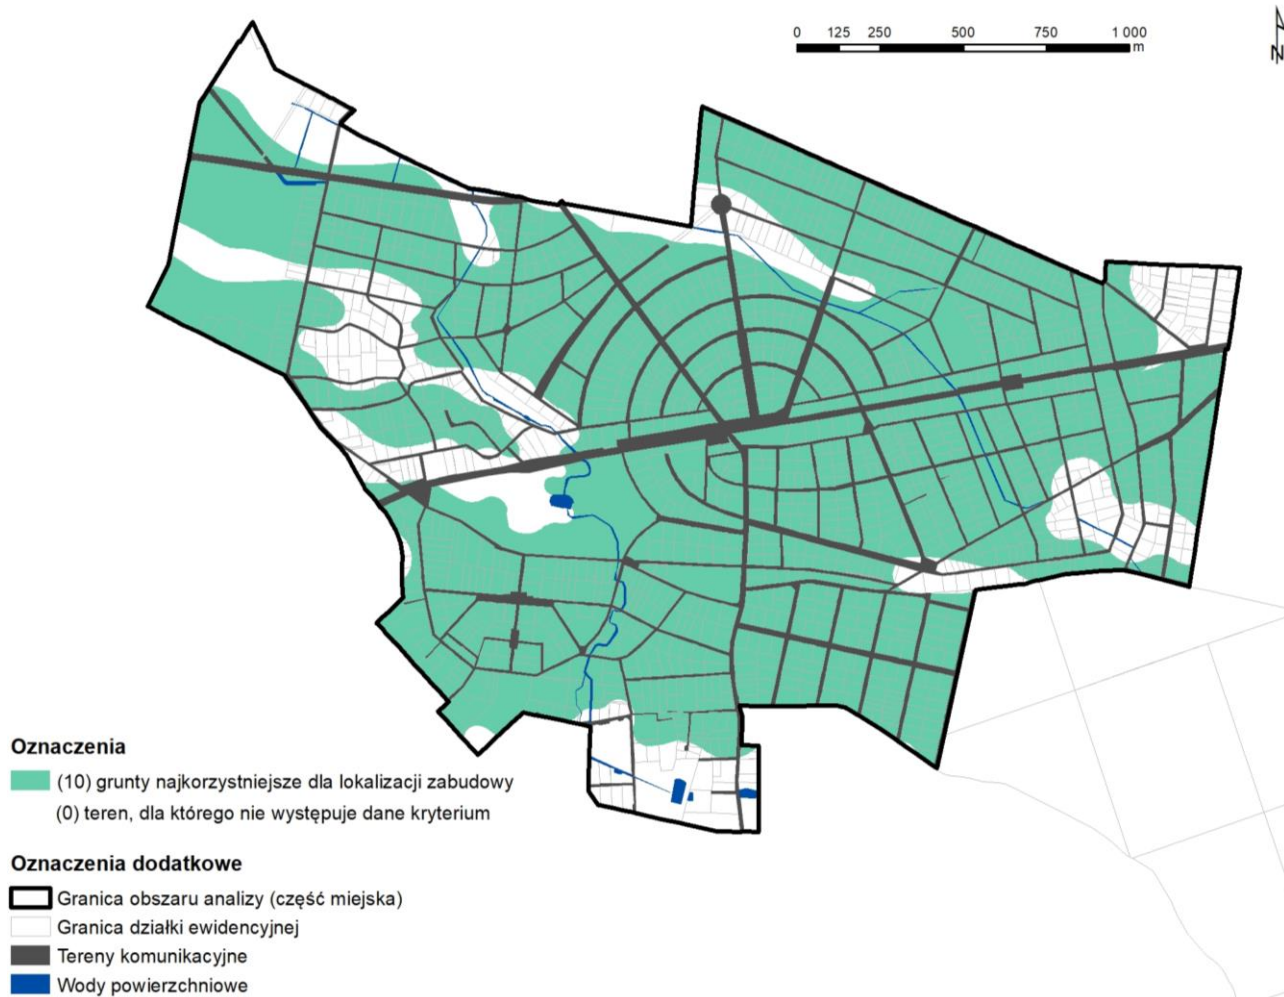 0 125 250 500 750 1 000
m
N
Oznaczenia
(10) grunty najkorzystniejsze dla lokalizacji zabudowy
(0) teren, dla którego nie występuje dane kryterium
Oznaczenia dodatkowe
Granica obszaru analizy (część miejska)
Granica działki ewidencyjnej
Tereny komunikacyjne
Wody powierzchniowe